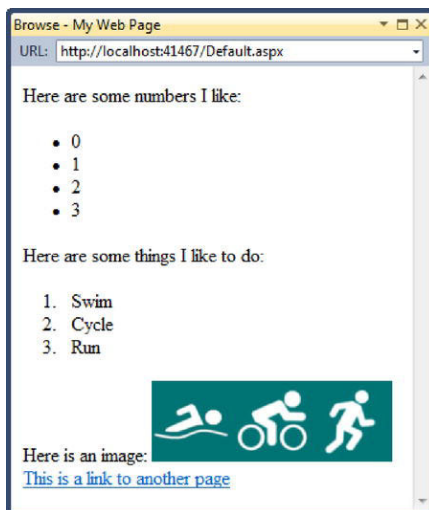 Browse - My Web Page
URL: http://localhost:41467/Default.aspx
Here are some numbers I like:
• 0
• 1
• 2
• 3
Here are some things I like to do:
1. Swim
2. Cycle
3. Run
Here is an image:
This is a link to another page